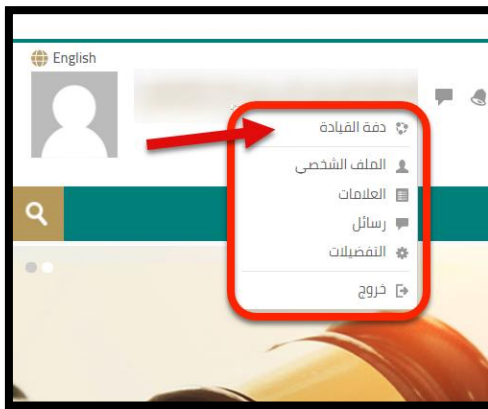 English
دفة القيادة
الملف الشخصي
العلامات
رسائل
التفضيلات
خروج